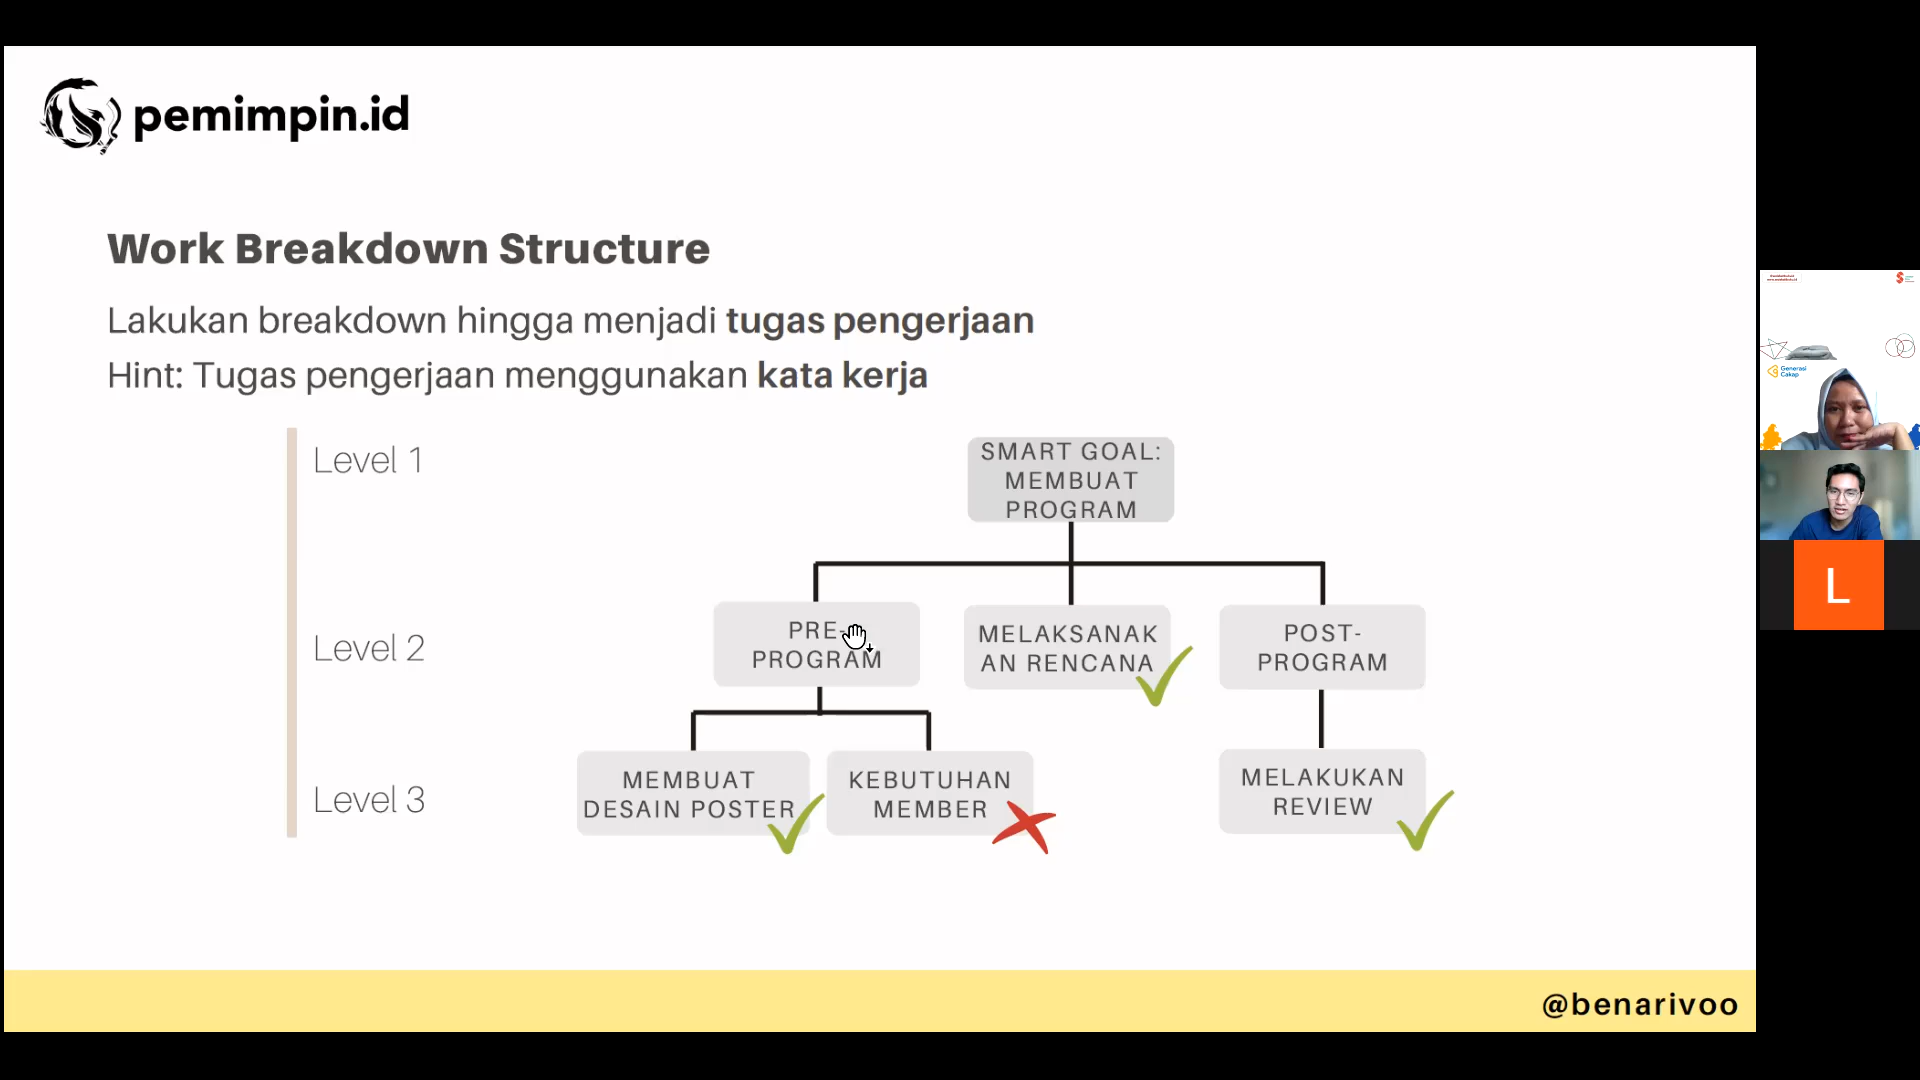 pemimpin.id
Work Breakdown Structure
Lakukan breakdown hingga menjadi tugas pengerjaan
Hint: Tugas pengerjaan menggunakan kata kerja
Level 1
SMART GOAL:
MEMBUAT
PROGRAM
Level 2
PRE-
PROGRAM
MELAKSANAK
AN RENCANA
POST-
PROGRAM
Level 3
MEMBUAT
DESAIN POSTER
KEBUTUHAN
MEMBER
MELAKUKAN
REVIEW
@benarivoo
Generasi
Cakap
L